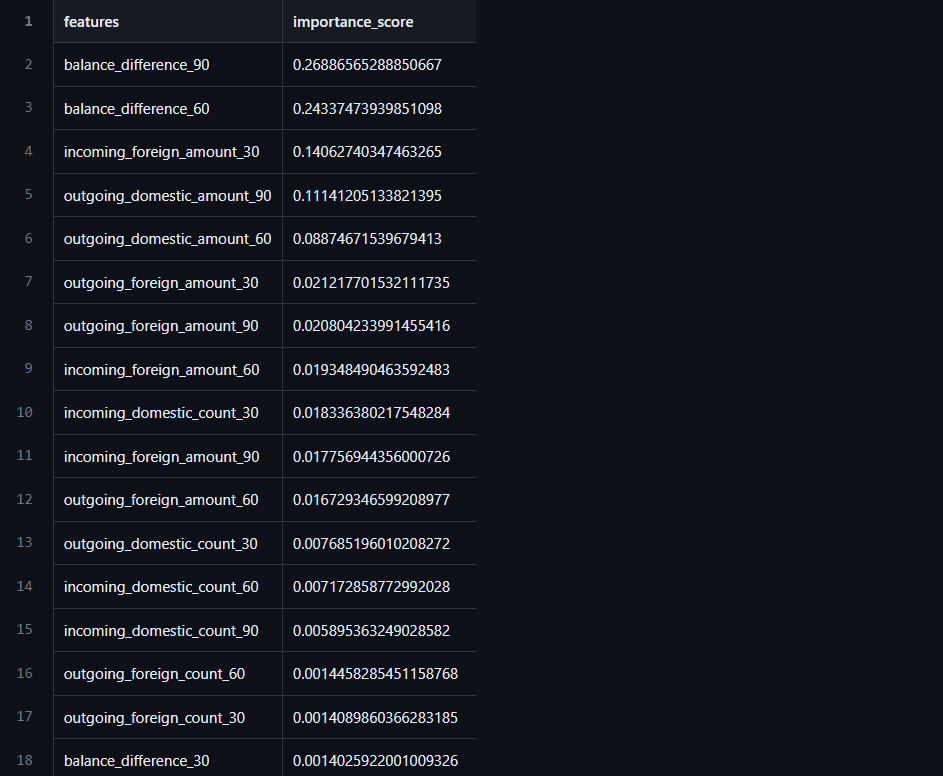 1 features importance_score
2 balance_difference_90 0.26886565288850667
3 balance_difference_60 0.24337473939851098
4 incoming_foreign_amount_30 0.14062740347463265
5 outgoing_domestic_amount_90 0.11141205133821395
6 outgoing_domestic_amount_60 0.08874671539679413
7 outgoing_foreign_amount_30 0.021217701532111735
8 outgoing_foreign_amount_90 0.020804233991455416
9 incoming_foreign_amount_60 0.019348490463592483
10 incoming_domestic_count_30 0.018336380217548284
11 incoming_foreign_amount_90 0.017756944356000726
12 outgoing_foreign_amount_60 0.016729346599208977
13 outgoing_domestic_count_30 0.007685196010208272
14 incoming_domestic_count_60 0.007172858772992028
15 incoming_domestic_count_90 0.005895363249028582
16 outgoing_foreign_count_60 0.0014458285451158768
17 outgoing_foreign_count_30 0.0014089860366283185
18 balance_difference_30 0.0014025922001009326